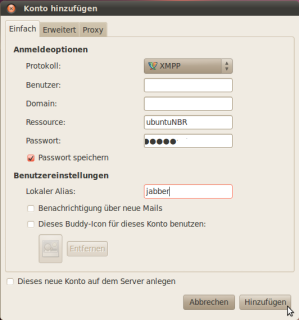 Konto hinzufügen
Einfach Erweitert Proxy
Anmeldeoptionen
Protokoll: XMPP
Benutzer:
Domain:
Ressource: ubuntuNBR
Passwort: ●●●●●
Passwort speichern
Benutzereinstellungen
Lokaler Alias: jabber
Benachrichtigung über neue Mails
Dieses Buddy-Icon für dieses Konto benutzen:
Entfernen
Dieses neue Konto auf dem Server anlegen
Abbrechen Hinzufügen